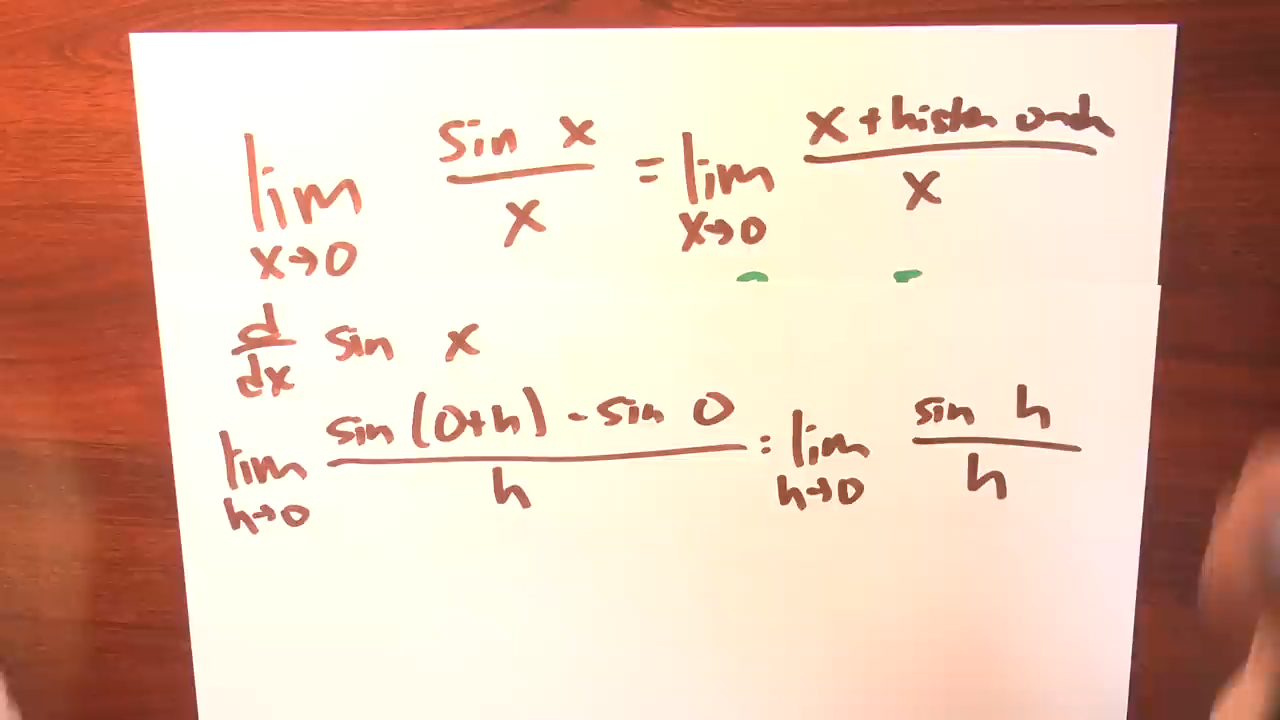 lim x→0 sin x / x = lim x→0 x + higher order / x
d/dx sin x
lim h→0 sin (0+h) - sin 0 / h = lim h→0 sin h / h